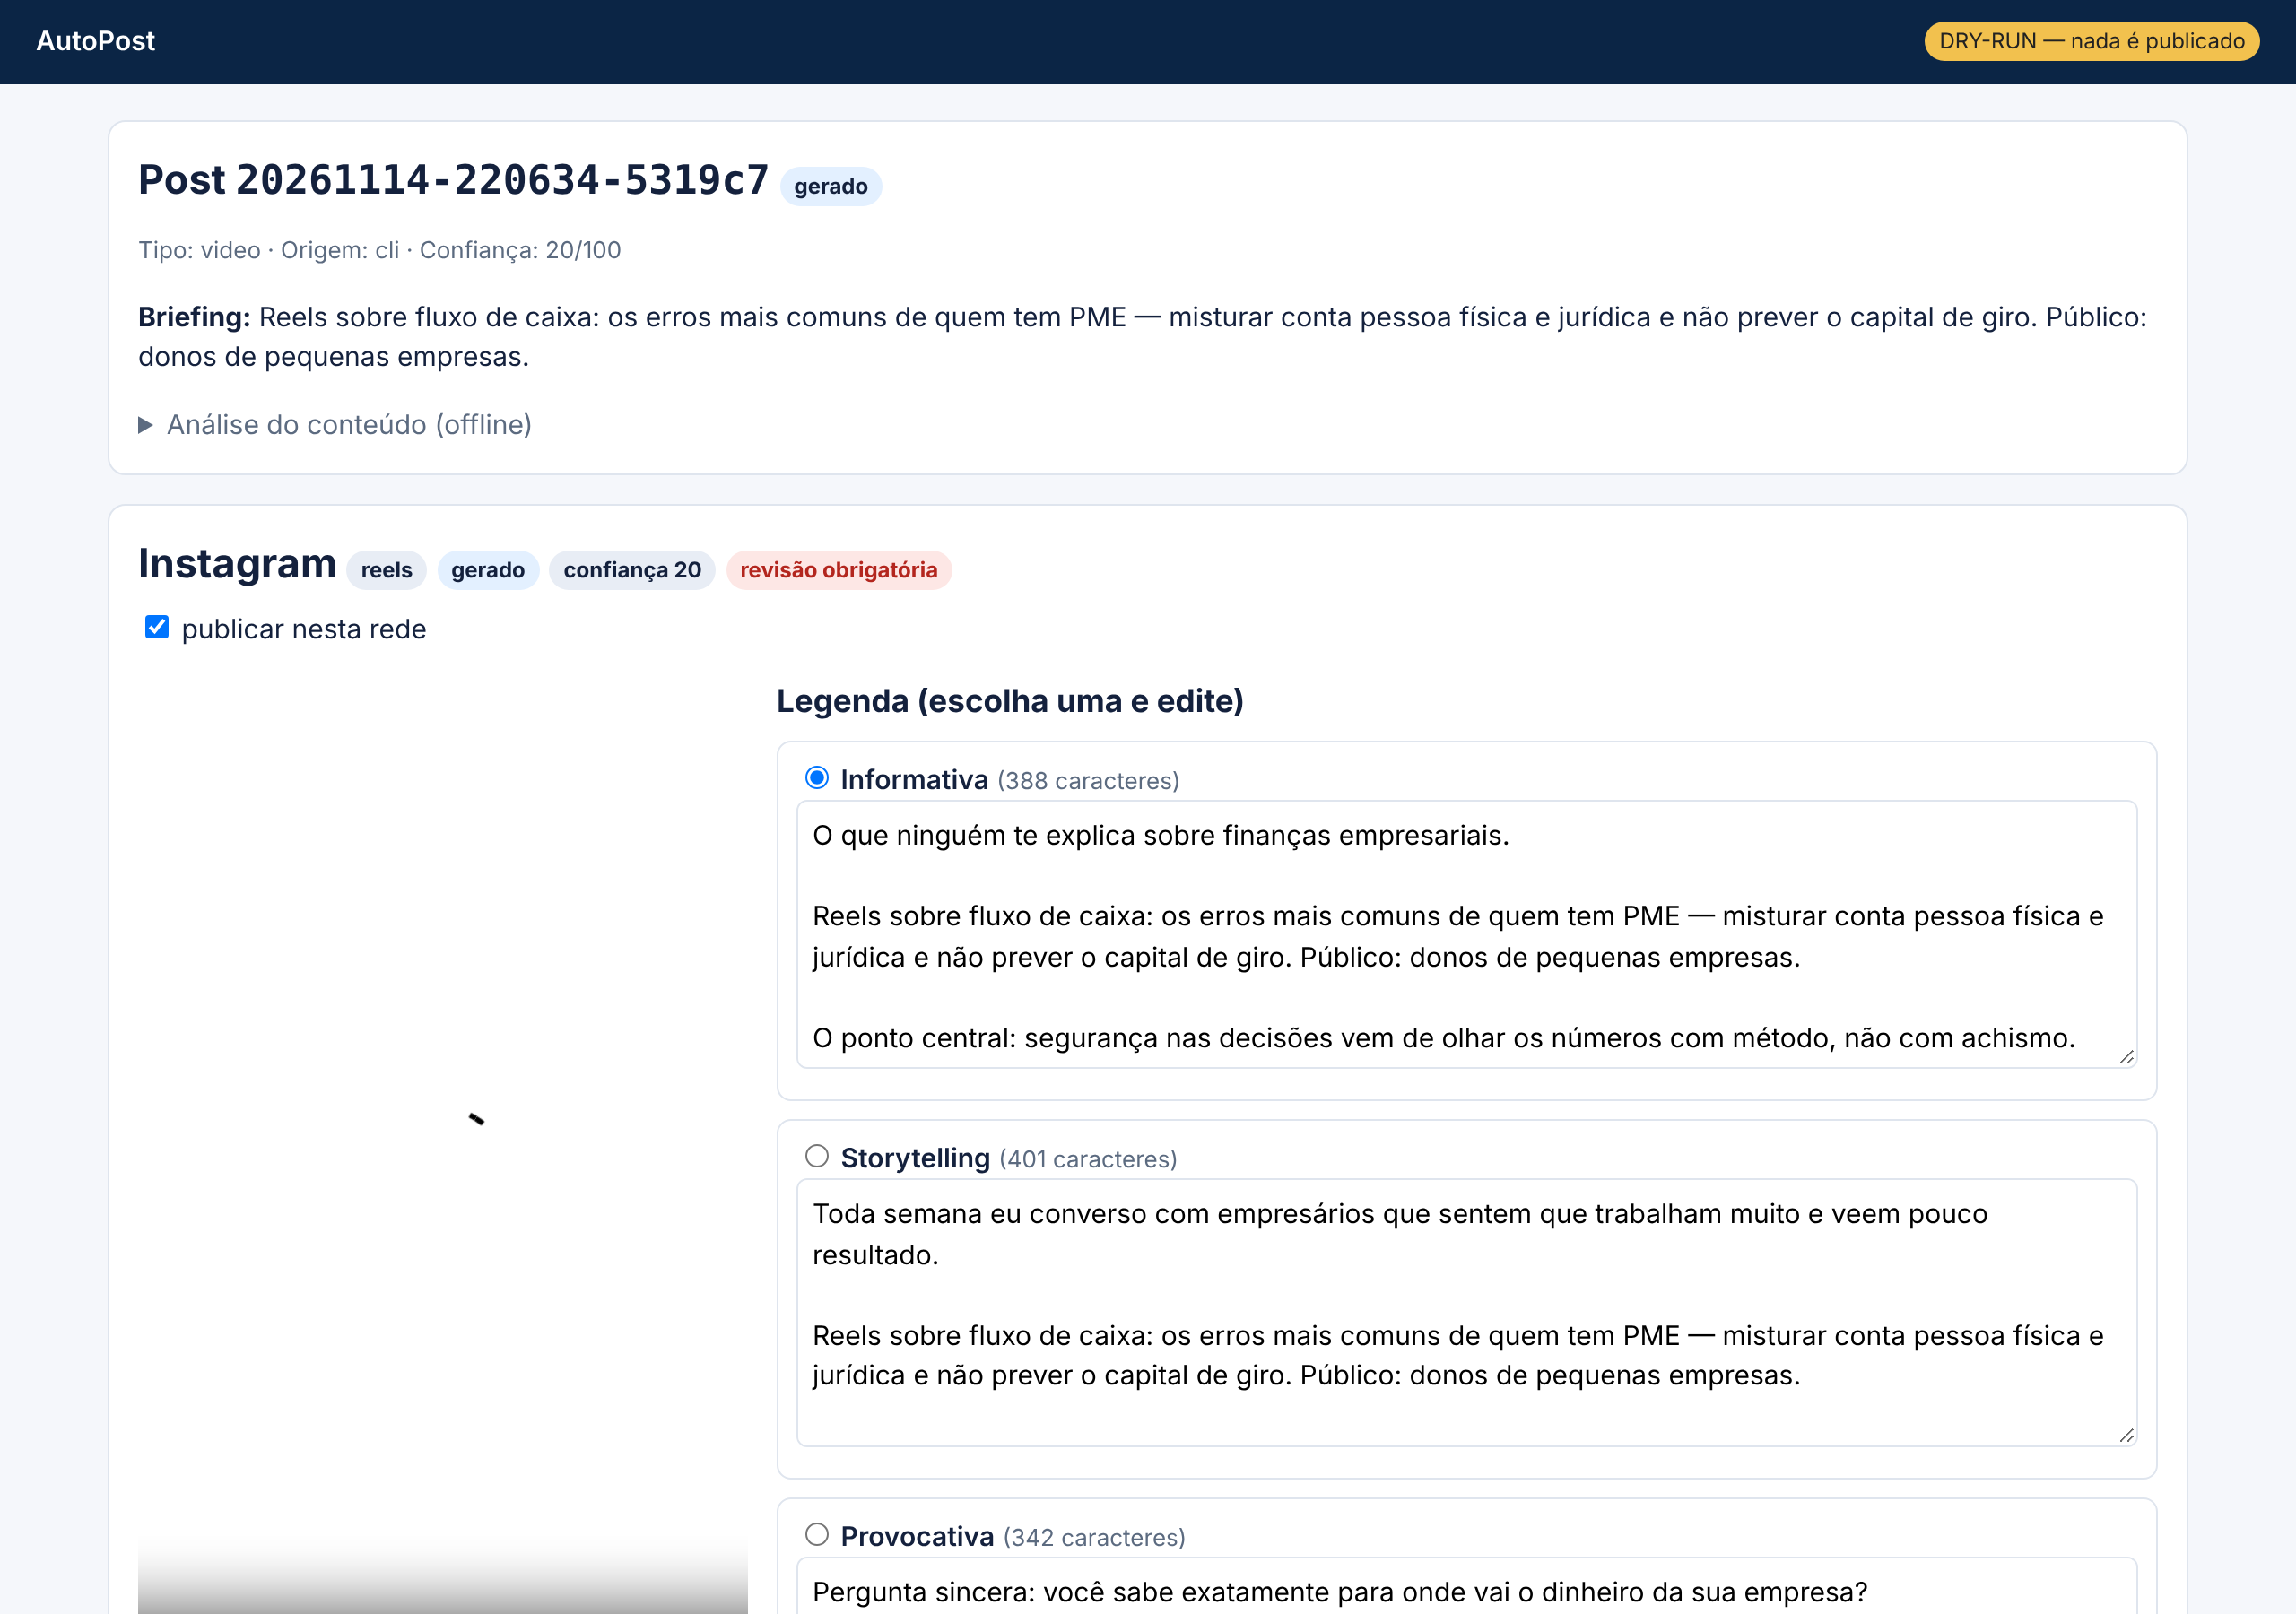 AutoPost
DRY-RUN — nada é publicado
Post 20261114-220634-5319c7 gerado
Tipo: video · Origem: cli · Confiança: 20/100
Briefing: Reels sobre fluxo de caixa: os erros mais comuns de quem tem PME — misturar conta pessoa física e jurídica e não prever o capital de giro. Público:
donos de pequenas empresas.
Análise do conteúdo (offline)
Instagram reels gerado confiança 20 revisão obrigatória
publicar nesta rede
Legenda (escolha uma e edite)
Informativa (388 caracteres)
O que ninguém te explica sobre finanças empresariais.
Reels sobre fluxo de caixa: os erros mais comuns de quem tem PME — misturar conta pessoa física e
jurídica e não prever o capital de giro. Público: donos de pequenas empresas.
O ponto central: segurança nas decisões vem de olhar os números com método, não com achismo.
Storytelling (401 caracteres)
Toda semana eu converso com empresários que sentem que trabalham muito e veem pouco
resultado.
Reels sobre fluxo de caixa: os erros mais comuns de quem tem PME — misturar conta pessoa física e
jurídica e não prever o capital de giro. Público: donos de pequenas empresas.
Provocativa (342 caracteres)
Pergunta sincera: você sabe exatamente para onde vai o dinheiro da sua empresa?